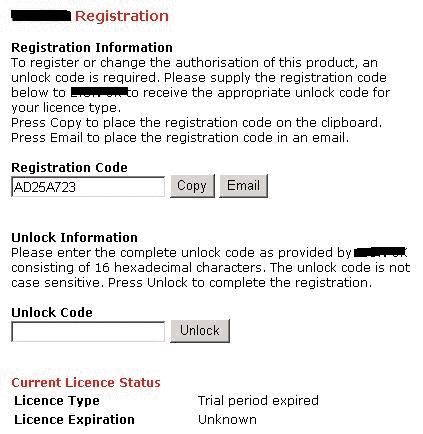 Registration
Registration Information
To register or change the authorisation of this product, an
unlock code is required. Please supply the registration code
below to to receive the appropriate unlock code for
your licence type.
Press Copy to place the registration code on the clipboard.
Press Email to place the registration code in an email.
Registration Code
AD25A723 Copy Email
Unlock Information
Please enter the complete unlock code as provided by
consisting of 16 hexadecimal characters. The unlock code is not
case sensitive. Press Unlock to complete the registration.
Unlock Code
Unlock
Current Licence Status
Licence Type Trial period expired
Licence Expiration Unknown